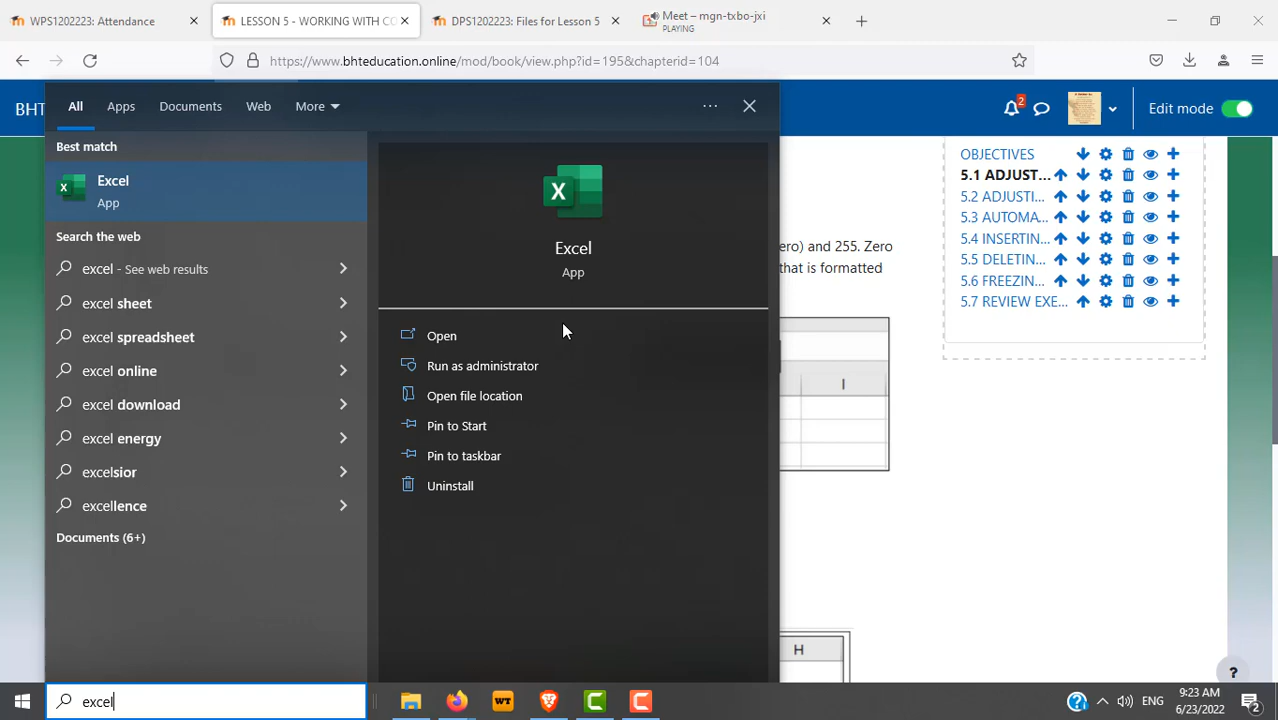 WPS1202223: Attendance
LESSON 5 - WORKING WITH CO
DPS1202223: Files for Lesson 5
Meet – mgn-txbo-jxi
PLAYING
https://www.bhteducation.online/mod/book/view.php?id=195&chapterid=104
BHT
All
Apps
Documents
Web
More
2
Edit mode
Best match
Excel
App
Search the web
excel - See web results
excel sheet
excel spreadsheet
excel online
excel download
excel energy
excelsior
excellence
Documents (6+)
Excel
App
Open
Run as administrator
Open file location
Pin to Start
Pin to taskbar
Uninstall
ero) and 255. Zero
that is formatted
I
H
OBJECTIVES
5.1 ADJUST...
5.2 ADJUSTI...
5.3 AUTOMA...
5.4 INSERTIN...
5.5 DELETIN...
5.6 FREEZIN...
5.7 REVIEW EXE...
?
excel
WT
ENG
9:23 AM
6/23/2022
2